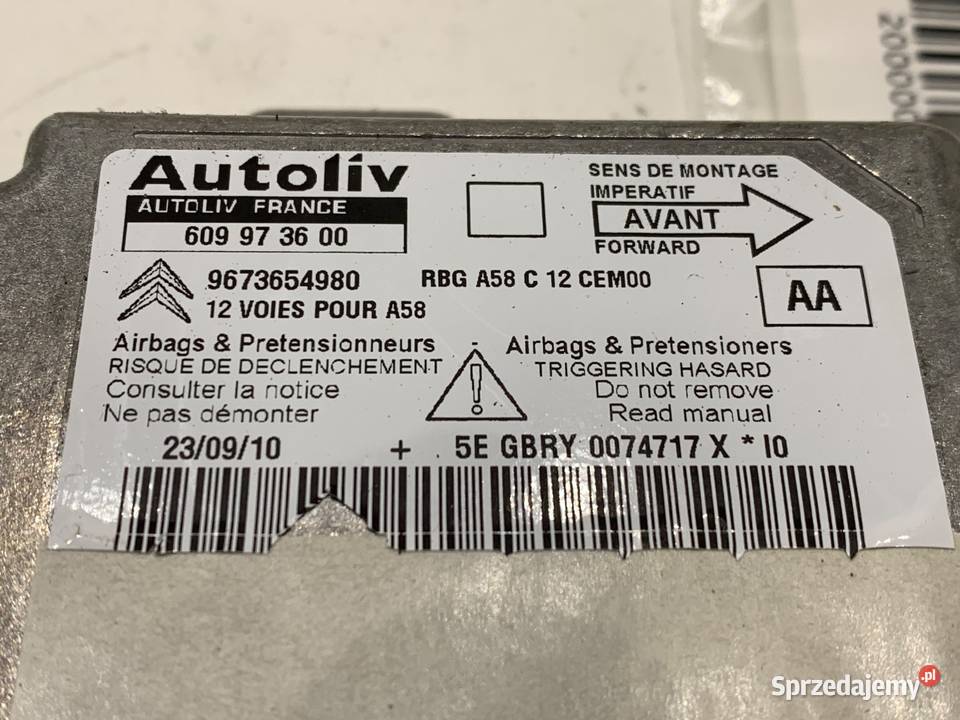 Autoliv
AUTOLIV FRANCE
609 97 36 00
SENS DE MONTAGE
IMPERATIF
AVANT
FORWARD
9673654980 RBG A58 C 12 CEM00
12 VOIES POUR A58
AA
Airbags & Pretensionneurs - Airbags & Pretensioners
RISQUE DE DECLENCHEMENT ! TRIGGERING HASARD
Consulter la notice Do not remove
Ne pas démonter Read manual
23/09/10 + 5E GBRY 0074717 X * I0
Sprzedajemy.pl